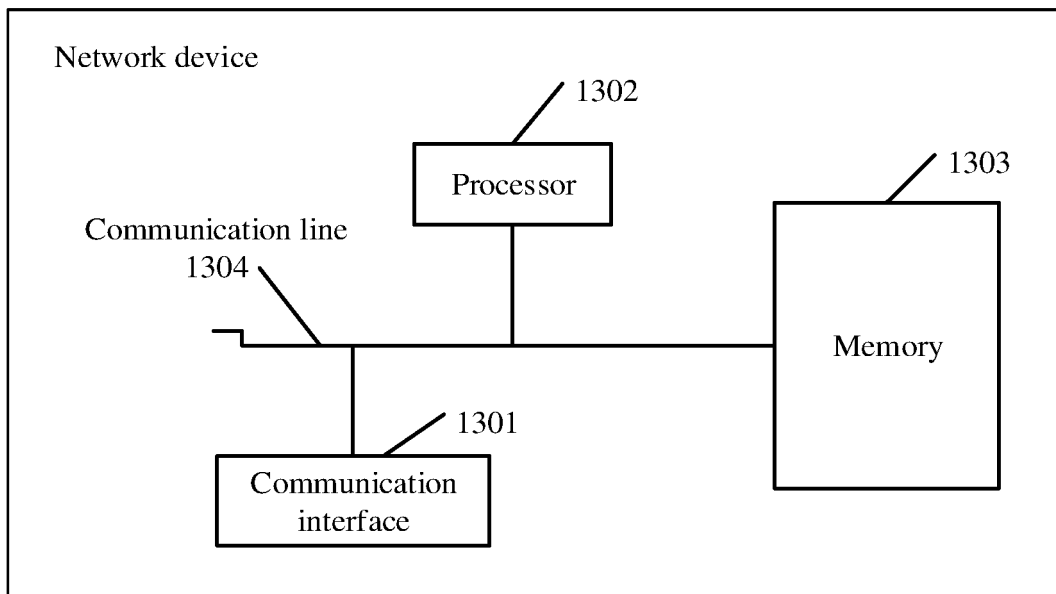 Network device
1302
Processor
1303
Communication line
1304
Memory
1301
Communication
interface